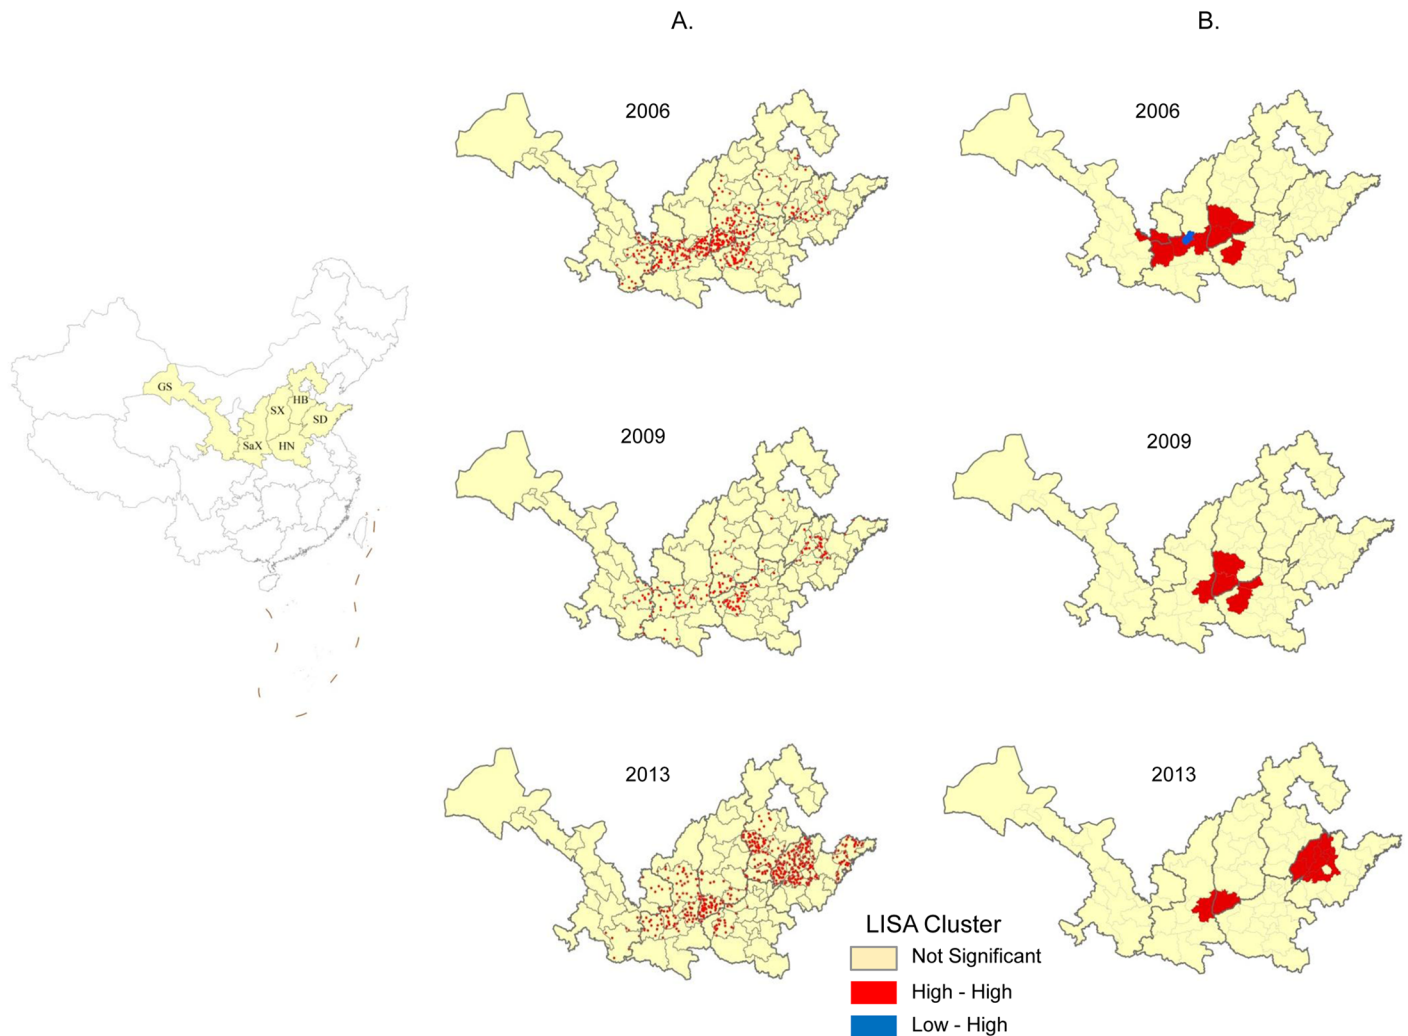 A.
B.
2006
2006
2009
2009
2013
2013
GS
SX
HB
SD
SaX
HN
LISA Cluster
Not Significant
High - High
Low - High